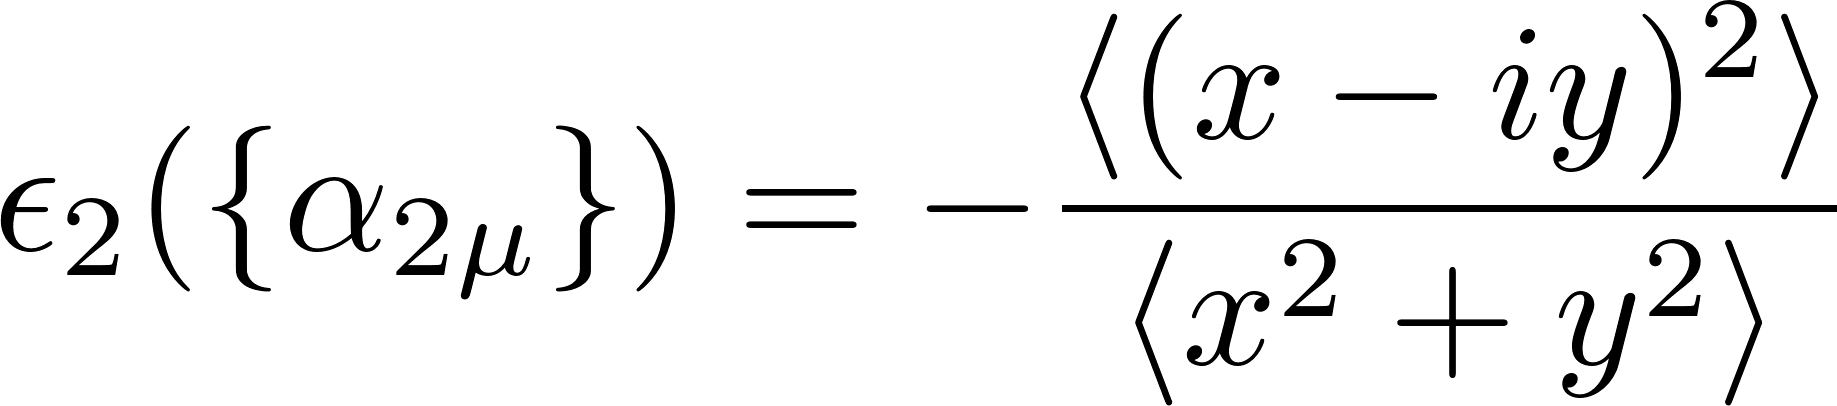 ϵ₂({α₂μ}) = −⟨(x − iy)²⟩ / ⟨x² + y²⟩